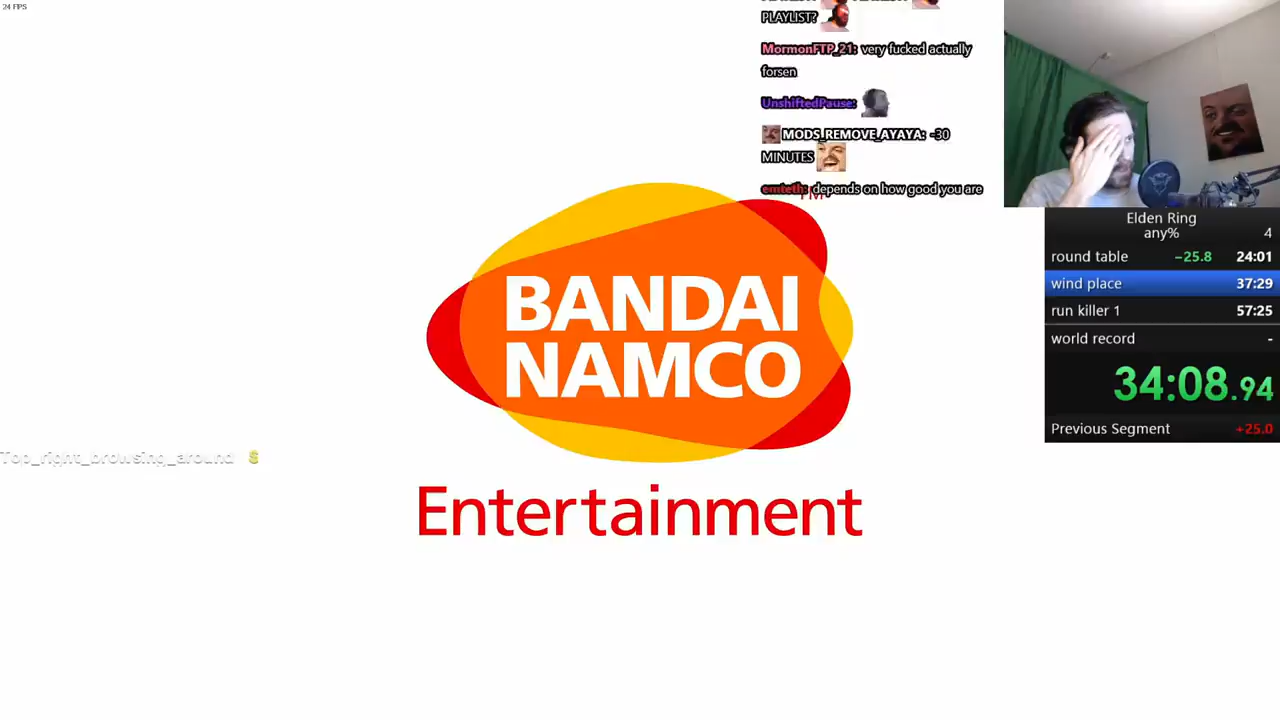 24 FPS
PLAYLIST?
MormonFTP_21: very fucked actually
forsen
UnshiftedPause:
MODS_REMOVE_AYAYA: -30
MINUTES
emteth: depends on how good you are
BANDAI
NAMCO
Entertainment
Top_right_browsing_around $
Elden Ring
any% 4
round table -25.8 24:01
wind place 37:29
run killer 1 57:25
world record -
34:08.94
Previous Segment +25.0